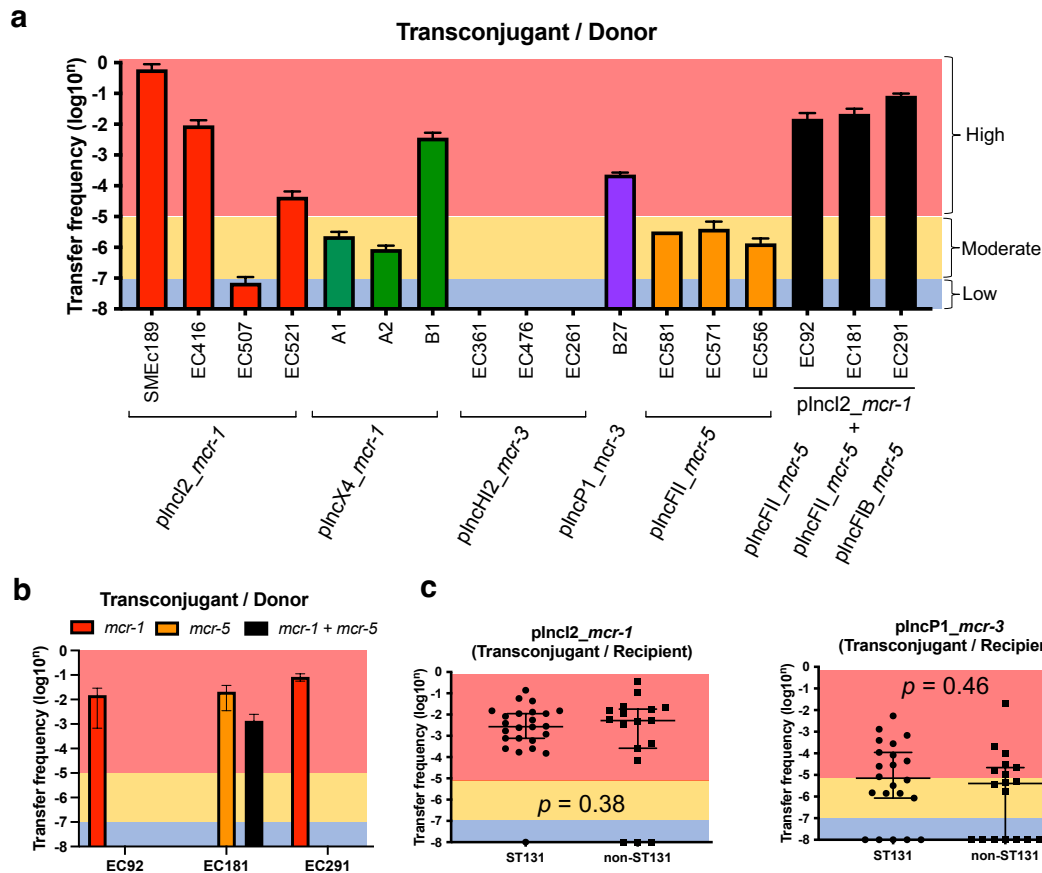 a
Transconjugant / Donor
Transfer frequency (log10ⁿ)
0
-1
-2
-3
-4
-5
-6
-7
-8
High
Moderate
Low
SMEc189
EC416
EC507
EC521
A1
A2
B1
EC361
EC476
EC261
B27
EC581
EC571
EC556
EC92
EC181
EC291
pIncI2_mcr-1
pIncX4_mcr-1
pIncHI2_mcr-3
pIncP1_mcr-3
pIncFII_mcr-5
pIncI2_mcr-1
+
pIncFII_mcr-5
pIncFII_mcr-5 +
pIncFIB_mcr-5
b
Transconjugant / Donor
mcr-1 mcr-5 mcr-1 + mcr-5
Transfer frequency (log10ⁿ)
0
-1
-2
-3
-4
-5
-6
-7
-8
EC92 EC181 EC291
c
pIncI2_mcr-1
(Transconjugant / Recipient)
Transfer frequency (log10ⁿ)
0
-1
-2
-3
-4
-5
-6
-7
-8
p = 0.38
ST131 non-ST131
pIncP1_mcr-3
(Transconjugant / Recipie
Transfer frequency (log10ⁿ)
0
-1
-2
-3
-4
-5
-6
-7
-8
p = 0.46
ST131 non-ST131